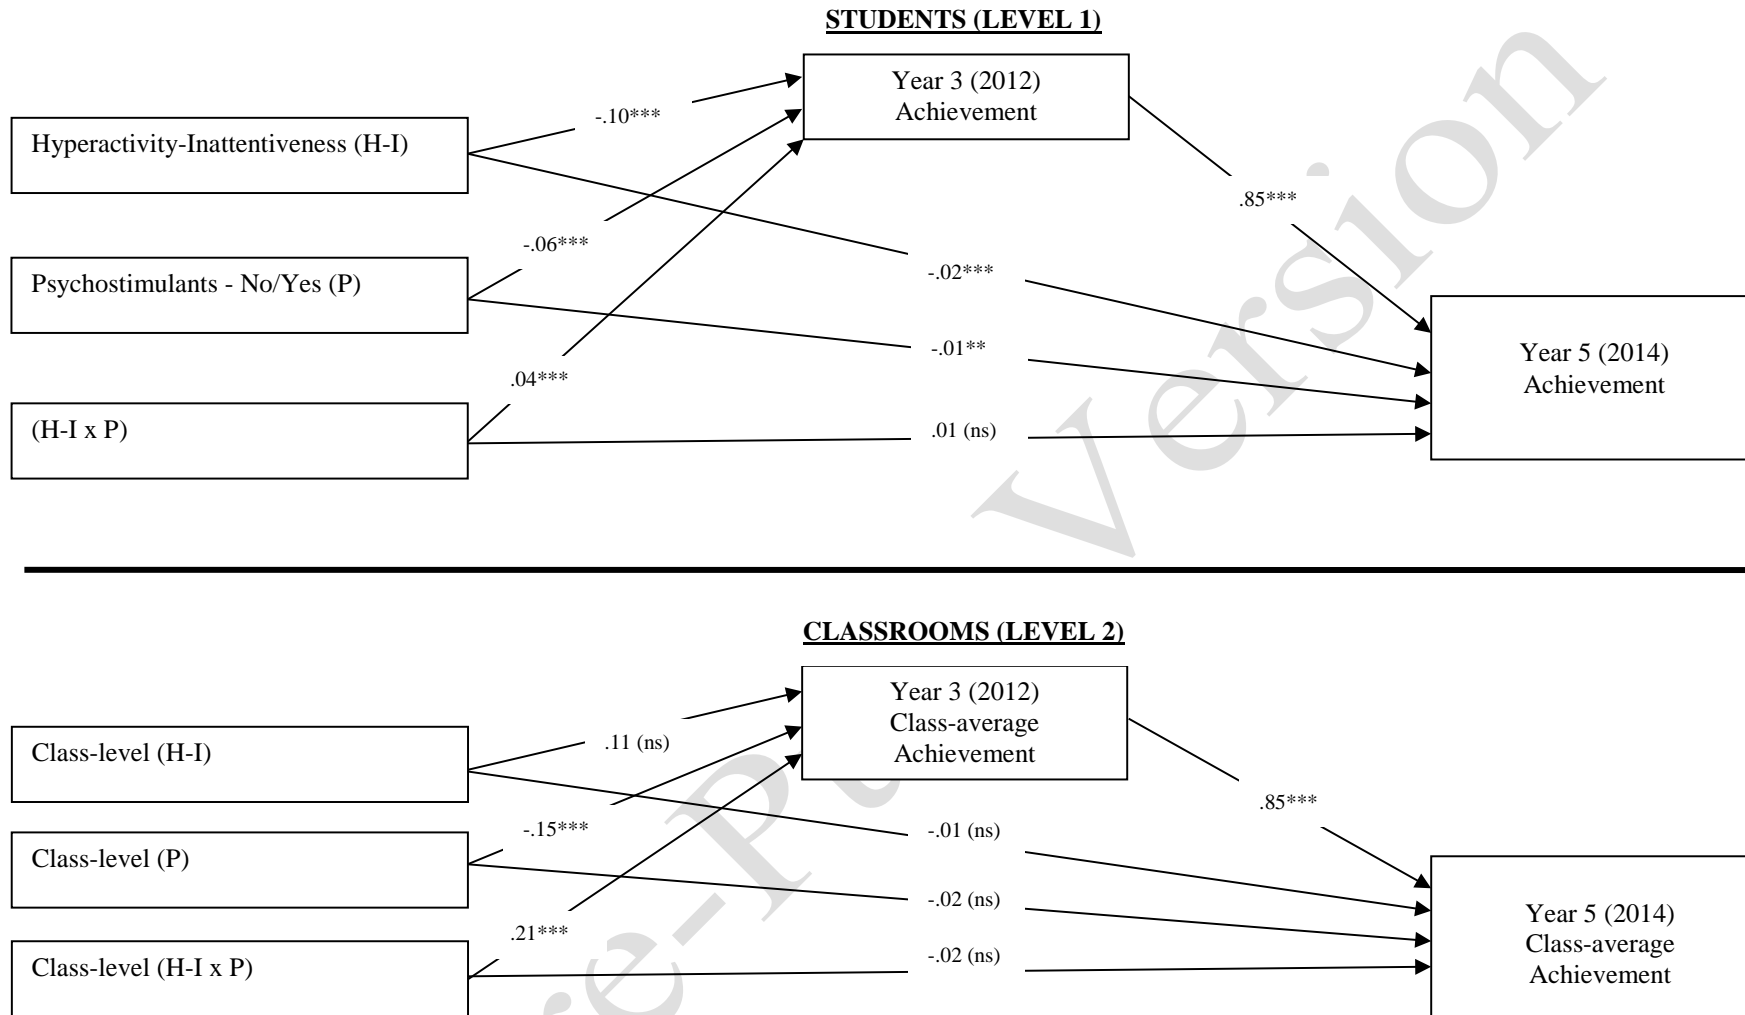 STUDENTS (LEVEL 1)
Year 3 (2012)
Achievement
-.10***
Hyperactivity-Inattentiveness (H-I)
.85***
-.06***
-.02***
Psychostimulants - No/Yes (P)
-.01**
Year 5 (2014)
Achievement
.04***
(H-I x P)
.01 (ns)
CLASSROOMS (LEVEL 2)
Year 3 (2012)
Class-average
Achievement
.11 (ns)
Class-level (H-I)
.85***
-.15***
-.01 (ns)
Class-level (P)
-.02 (ns)
Year 5 (2014)
Class-average
Achievement
.21***
-.02 (ns)
Class-level (H-I x P)
Version